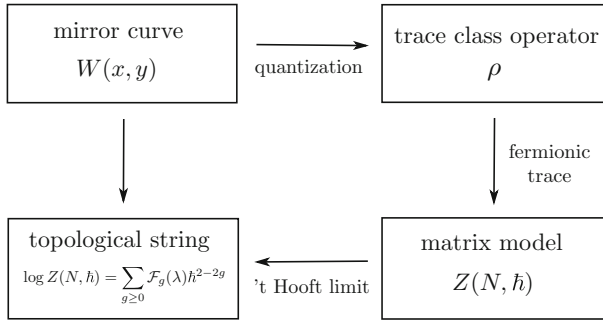 mirror curve
W(x, y)
quantization
trace class operator
ρ
fermionic
trace
topological string
log Z(N, ħ) = ∑_{g≥0} 𝓕_g(λ)ħ^{2−2g}
't Hooft limit
matrix model
Z(N, ħ)